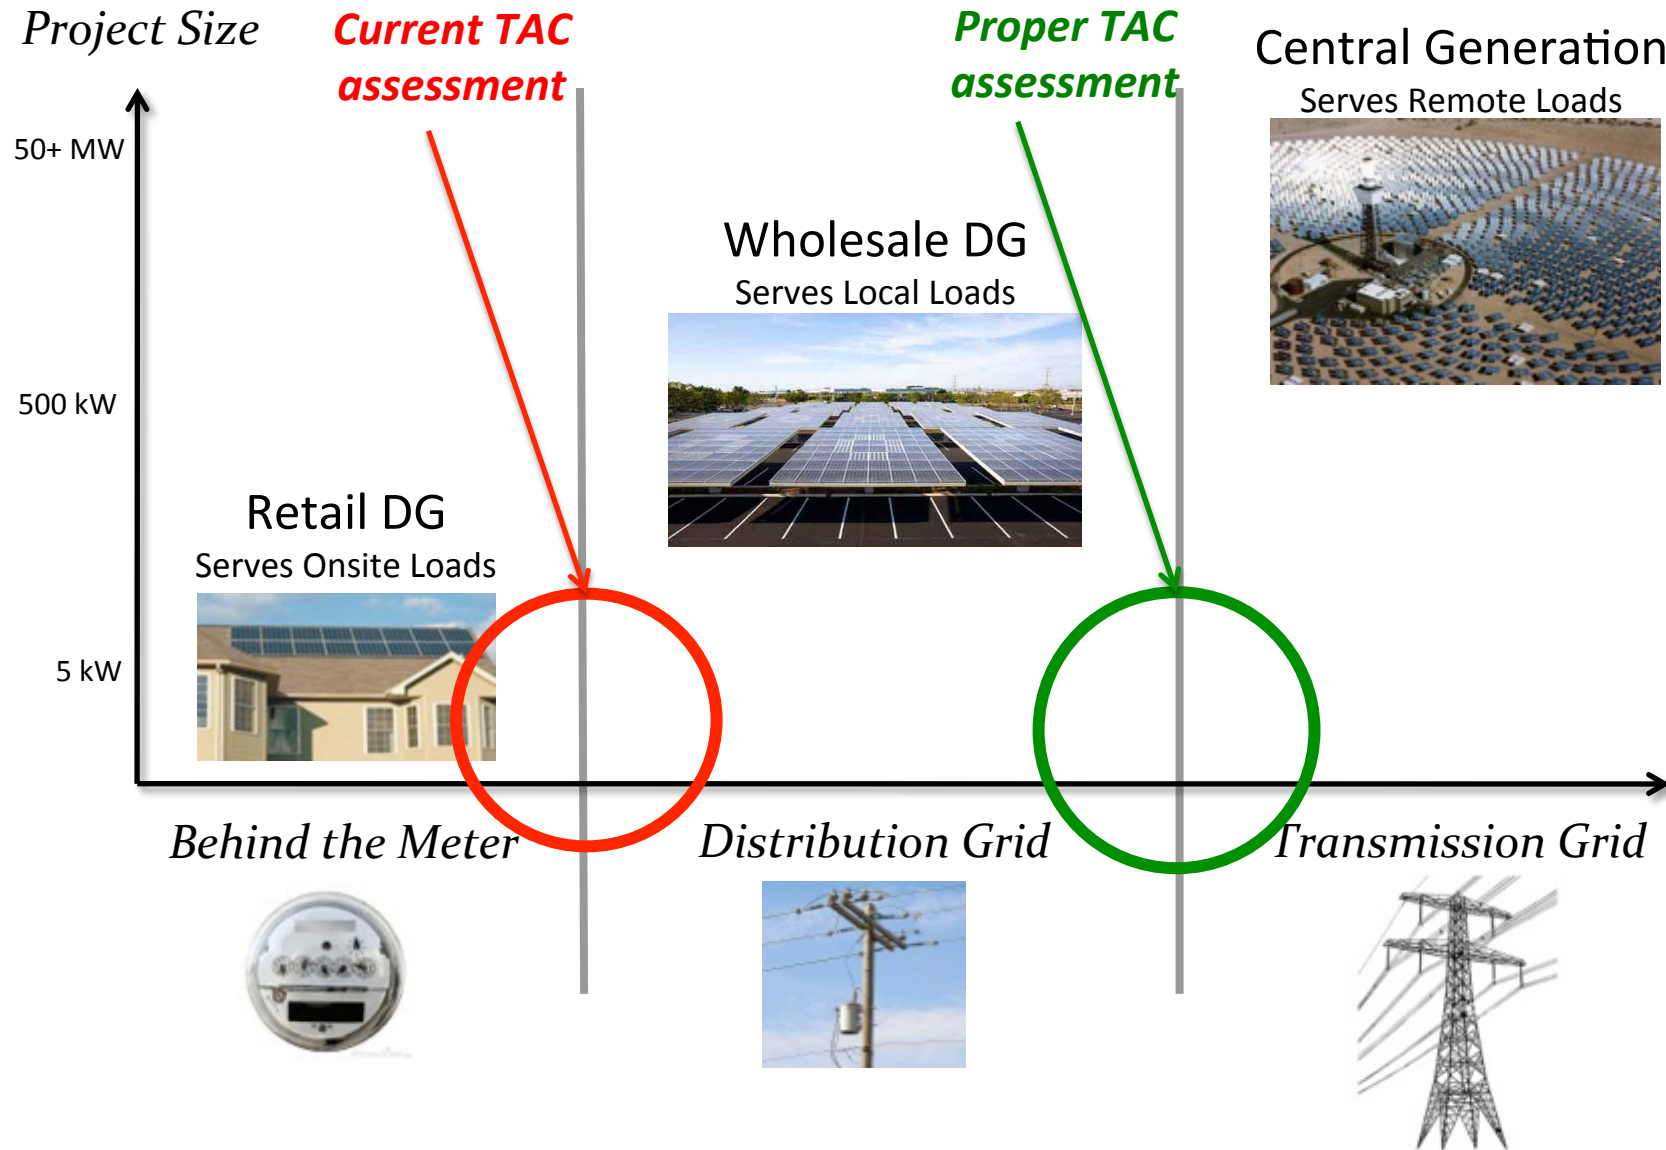 Project Size
Current TAC
assessment
Proper TAC
assessment
Central Generation
Serves Remote Loads
50+ MW
Wholesale DG
Serves Local Loads
500 kW
Retail DG
Serves Onsite Loads
5 kW
Behind the Meter
Distribution Grid
Transmission Grid